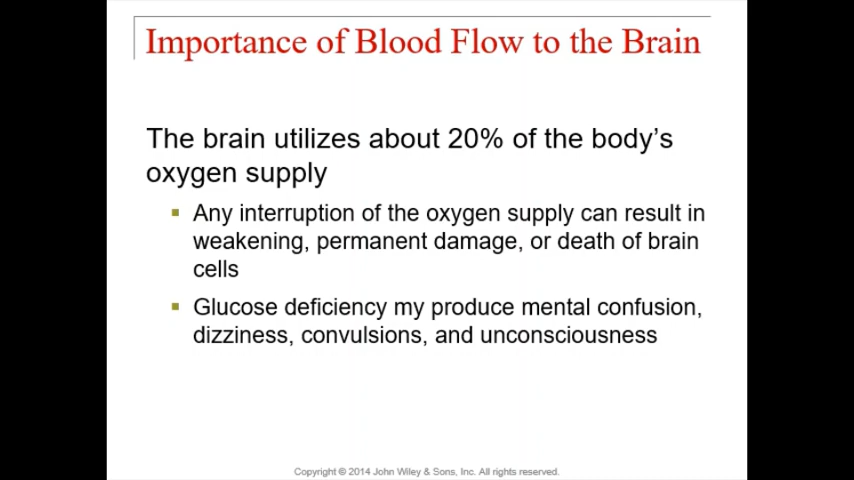 Importance of Blood Flow to the Brain
The brain utilizes about 20% of the body's
oxygen supply
Any interruption of the oxygen supply can result in
weakening, permanent damage, or death of brain
cells
Glucose deficiency my produce mental confusion,
dizziness, convulsions, and unconsciousness
Copyright © 2014 John Wiley & Sons, Inc. All rights reserved.